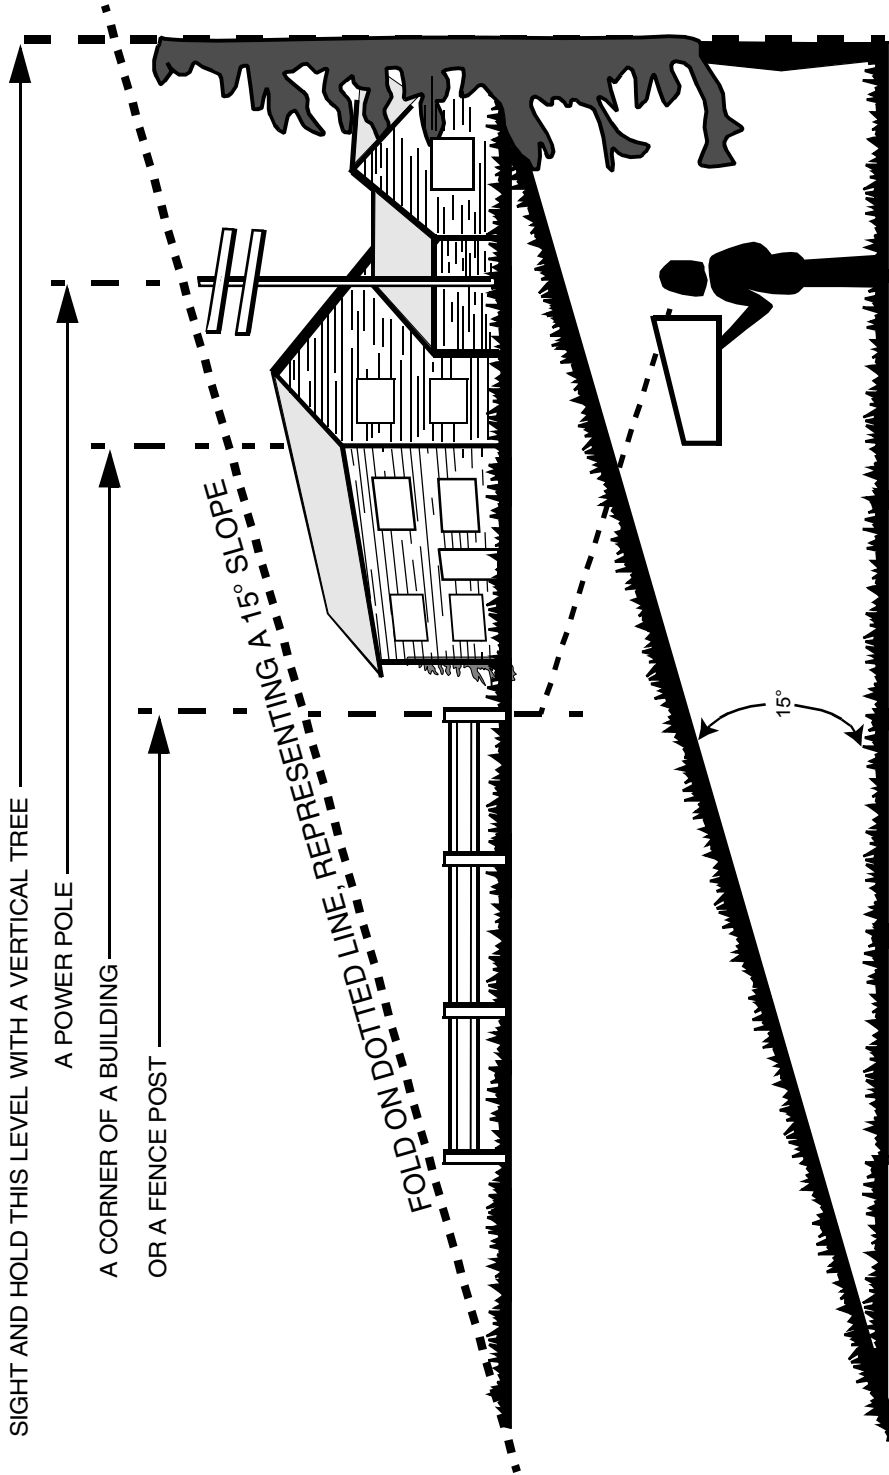 SIGHT AND HOLD THIS LEVEL WITH A VERTICAL TREE
A POWER POLE
A CORNER OF A BUILDING
OR A FENCE POST
FOLD ON DOTTED LINE, REPRESENTING A 15° SLOPE
15°